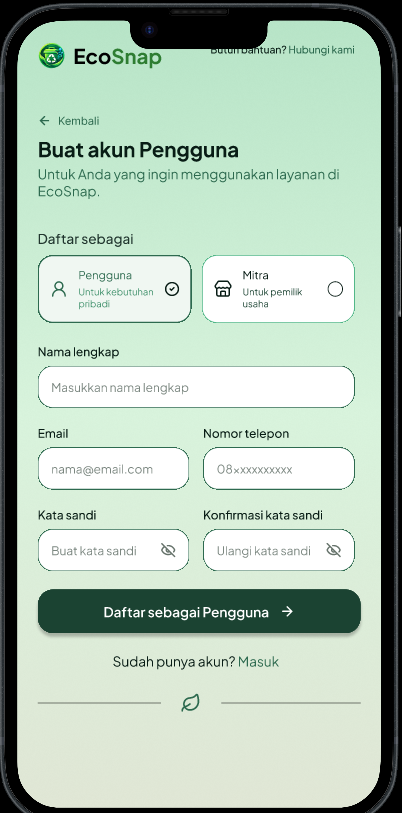 EcoSnap
Butuh bantuan? Hubungi kami
Kembali
Buat akun Pengguna
Untuk Anda yang ingin menggunakan layanan di
EcoSnap.
Daftar sebagai
Pengguna
Untuk kebutuhan
pribadi
Mitra
Untuk pemilik
usaha
Nama lengkap
Masukkan nama lengkap
Email
Nomor telepon
nama@email.com
08xxxxxxxxxx
Kata sandi
Konfirmasi kata sandi
Buat kata sandi
Ulangi kata sandi
Daftar sebagai Pengguna
Sudah punya akun? Masuk